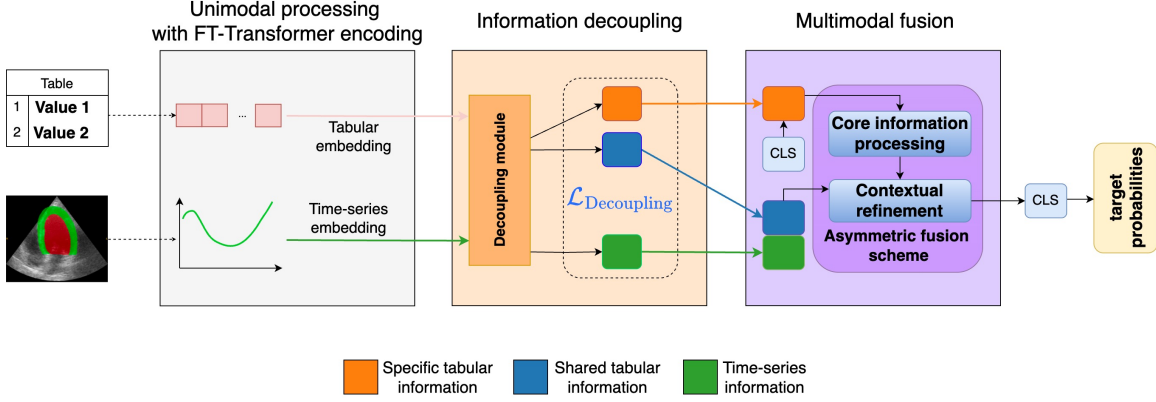 Unimodal processing
with FT-Transformer encoding
Information decoupling
Multimodal fusion
Table
1 Value 1
2 Value 2
...
Tabular
embedding
Time-series
embedding
Decoupling module
ℒ_Decoupling
CLS
Core information
processing
Contextual
refinement
Asymmetric fusion
scheme
CLS
target
probabilities
Specific tabular
information
Shared tabular
information
Time-series
information